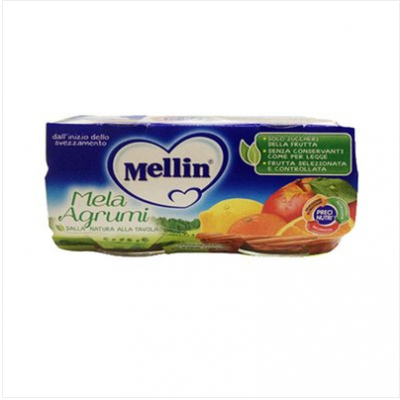 dall'inizio dello
svezzamento
Mellin®
Mela
Agrumi
DALLA NATURA ALLA TAVOLA
• SOLO ZUCCHERI
DELLA FRUTTA
• SENZA CONSERVANTI
COME PER LEGGE
• FRUTTA SELEZIONATA
E CONTROLLATA
PRECI
NUTRI